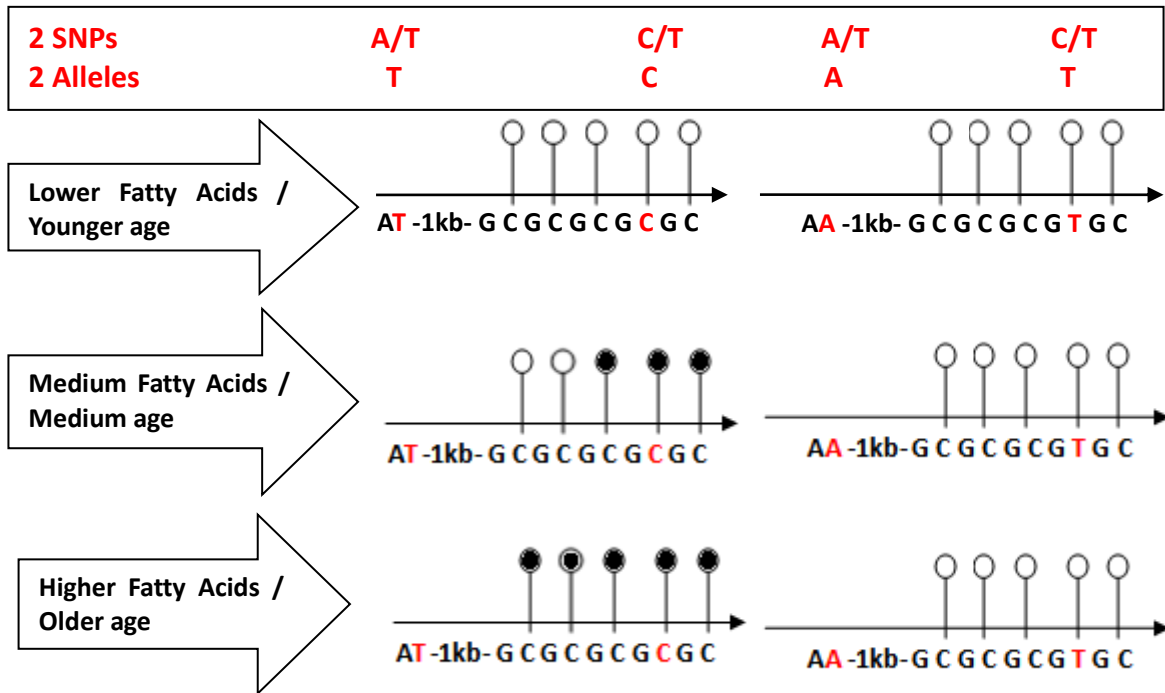 2 SNPs A/T C/T A/T C/T
2 Alleles T C A T
Lower Fatty Acids /
Younger age
AT -1kb- G C G C G C G C G C
AA -1kb- G C G C G C G T G C
Medium Fatty Acids /
Medium age
AT -1kb- G C G C G C G C G C
AA -1kb- G C G C G C G T G C
Higher Fatty Acids /
Older age
AT -1kb- G C G C G C G C G C
AA -1kb- G C G C G C G T G C